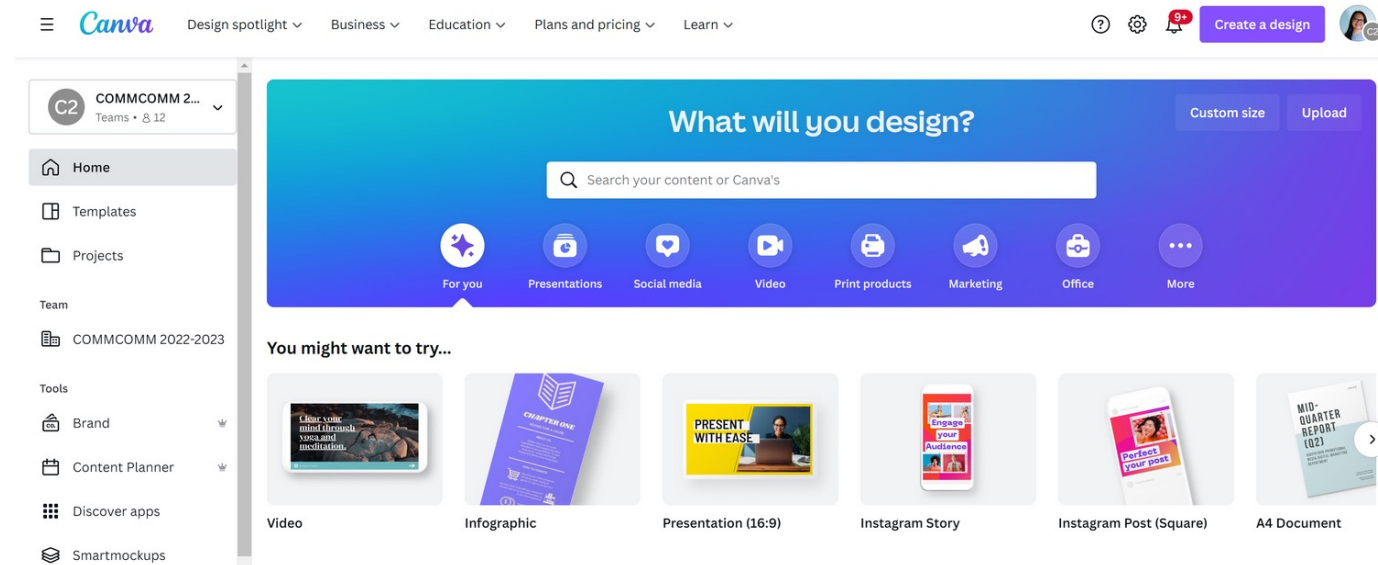 Canva
Design spotlight
Business
Education
Plans and pricing
Learn
9+
Create a design
C2
C2
COMMCOMM 2...
Teams • 12
Home
Templates
Projects
Team
COMMCOMM 2022-2023
Tools
Brand
Content Planner
Discover apps
Smartmockups
What will you design?
Custom size
Upload
Search your content or Canva's
For you
Presentations
Social media
Video
Print products
Marketing
Office
More
You might want to try...
Clear your
mind through
yoga and
meditation.
Video
CHAPTER ONE
Infographic
PRESENT
WITH EASE
Presentation (16:9)
Engage
your
Audience
Instagram Story
Perfect
your post
Instagram Post (Square)
MID-
QUARTER
REPORT
(Q2)
A4 Document